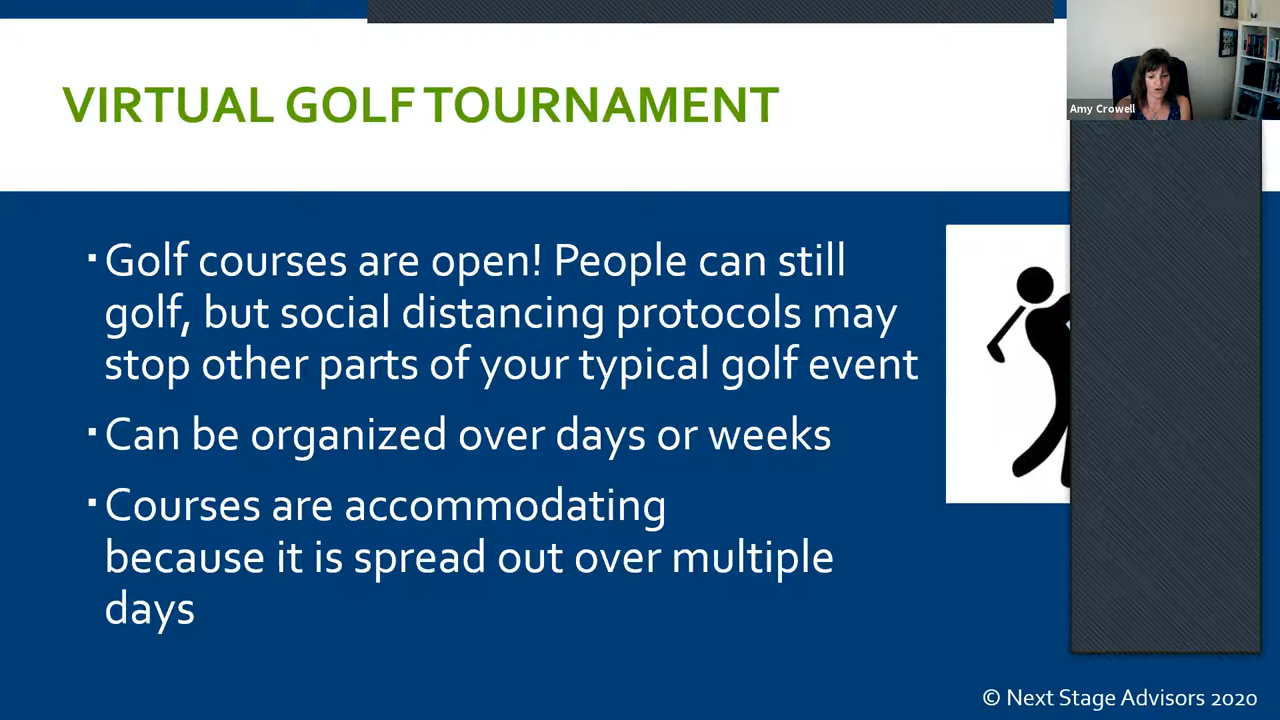 VIRTUAL GOLF TOURNAMENT
Amy Crowell
▪ Golf courses are open! People can still
golf, but social distancing protocols may
stop other parts of your typical golf event
▪ Can be organized over days or weeks
▪ Courses are accommodating
because it is spread out over multiple
days
© Next Stage Advisors 2020